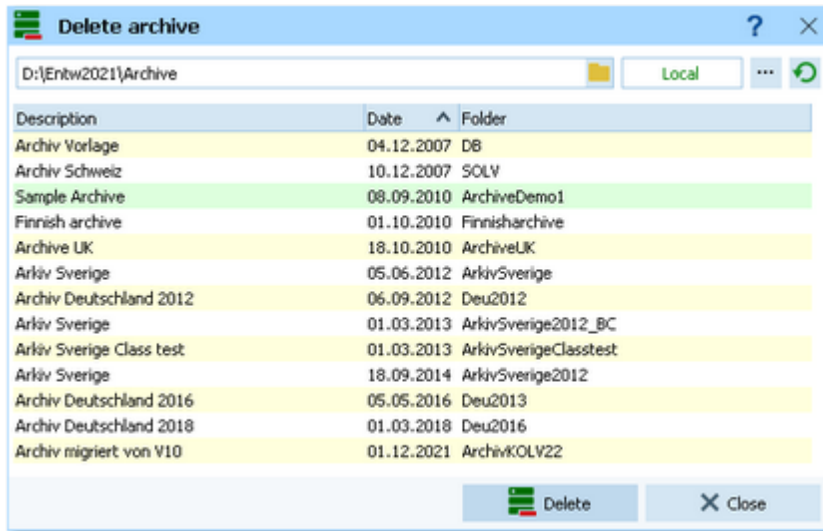 Delete archive ?
D:\Entw2021\Archive Local ...
Description Date Folder
Archiv Vorlage 04.12.2007 DB
Archiv Schweiz 10.12.2007 SOLV
Sample Archive 08.09.2010 ArchiveDemo1
Finnish archive 01.10.2010 Finnisharchive
Archive UK 18.10.2010 ArchiveUK
Arkiv Sverige 05.06.2012 ArkivSverige
Archiv Deutschland 2012 06.09.2012 Deu2012
Arkiv Sverige 01.03.2013 ArkivSverige2012_BC
Arkiv Sverige Class test 01.03.2013 ArkivSverigeClasstest
Arkiv Sverige 18.09.2014 ArkivSverige2012
Archiv Deutschland 2016 05.05.2016 Deu2013
Archiv Deutschland 2018 01.03.2018 Deu2016
Archiv migriert von V10 01.12.2021 ArchivKOLV22
Delete Close